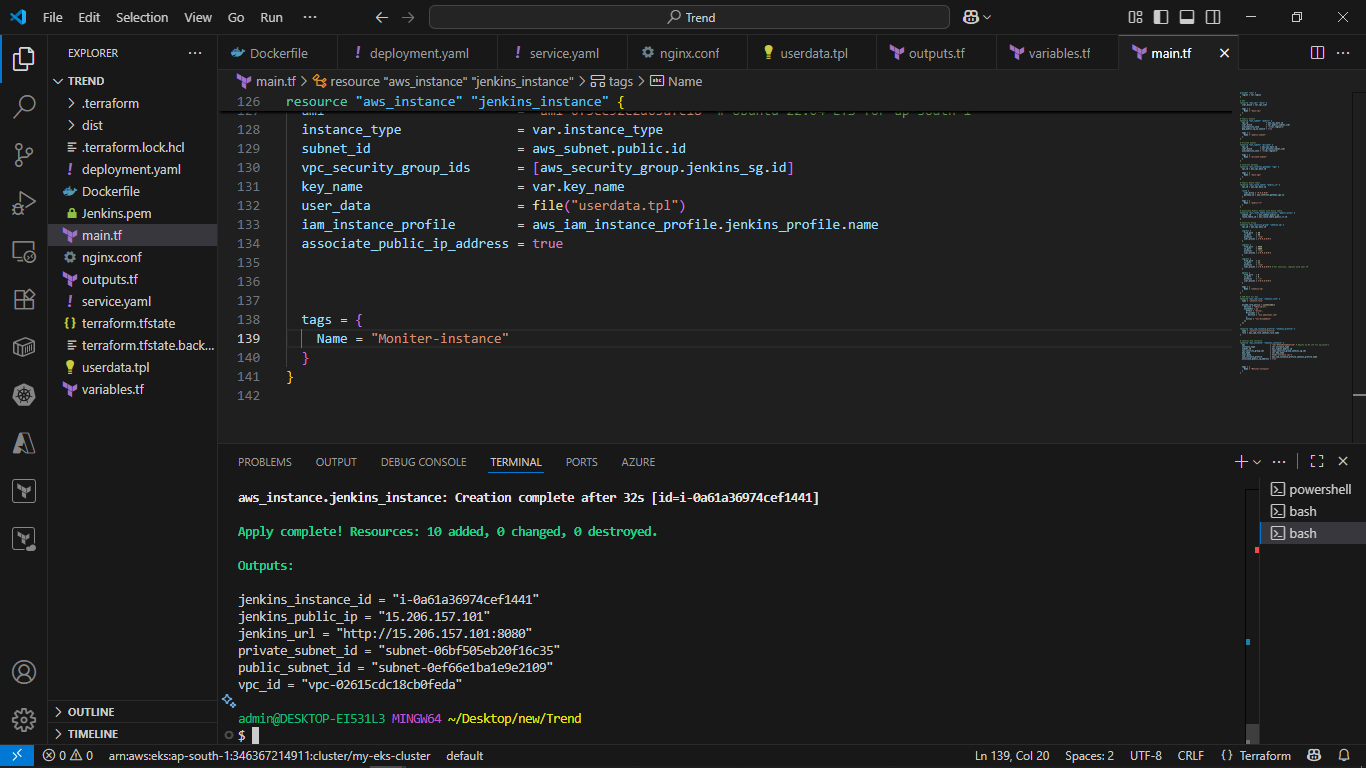 File Edit Selection View Go Run ··· Trend
EXPLORER ···
TREND
.terraform
dist
.terraform.lock.hcl
deployment.yaml
Dockerfile
Jenkins.pem
main.tf
nginx.conf
outputs.tf
service.yaml
terraform.tfstate
terraform.tfstate.back...
userdata.tpl
variables.tf
OUTLINE
TIMELINE
Dockerfile deployment.yaml service.yaml nginx.conf userdata.tpl outputs.tf variables.tf main.tf
main.tf > resource "aws_instance" "jenkins_instance" > tags > Name
126 resource "aws_instance" "jenkins_instance" {
128 instance_type = var.instance_type
129 subnet_id = aws_subnet.public.id
130 vpc_security_group_ids = [aws_security_group.jenkins_sg.id]
131 key_name = var.key_name
132 user_data = file("userdata.tpl")
133 iam_instance_profile = aws_iam_instance_profile.jenkins_profile.name
134 associate_public_ip_address = true
135
136
137
138 tags = {
139 Name = "Moniter-instance"
140 }
141 }
142
PROBLEMS OUTPUT DEBUG CONSOLE TERMINAL PORTS AZURE
aws_instance.jenkins_instance: Creation complete after 32s [id=i-0a61a36974cef1441]
Apply complete! Resources: 10 added, 0 changed, 0 destroyed.
Outputs:
jenkins_instance_id = "i-0a61a36974cef1441"
jenkins_public_ip = "15.206.157.101"
jenkins_url = "http://15.206.157.101:8080"
private_subnet_id = "subnet-06bf505eb20f16c35"
public_subnet_id = "subnet-0ef66e1ba1e9e2109"
vpc_id = "vpc-02615cdc18cb0feda"
admin@DESKTOP-EI531L3 MINGW64 ~/Desktop/new/Trend
$
powershell
bash
bash
0 0 arn:aws:eks:ap-south-1:346367214911:cluster/my-eks-cluster default Ln 139, Col 20 Spaces: 2 UTF-8 CRLF {} Terraform